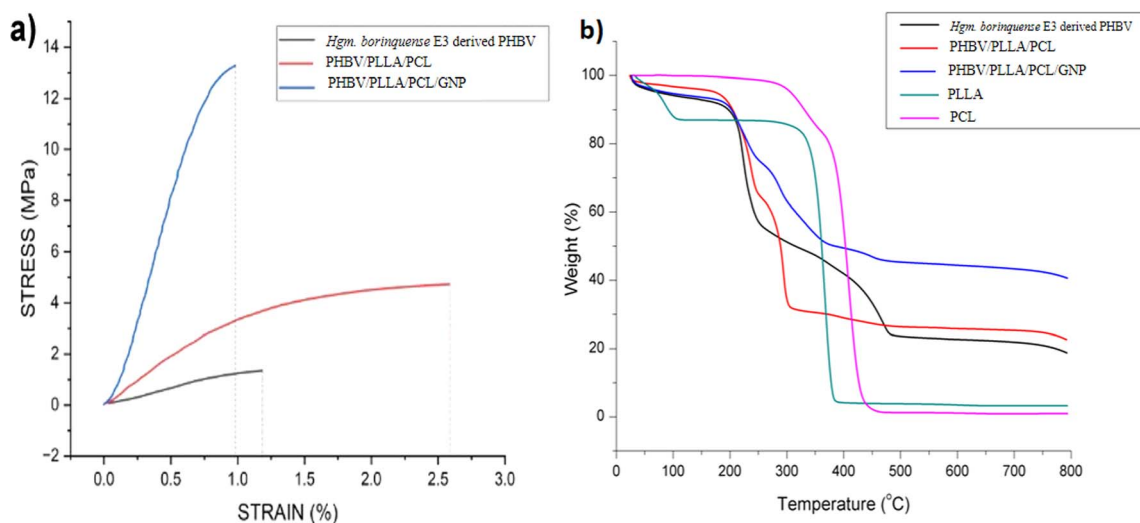 a)
Hgm. borinquense E3 derived PHBV
PHBV/PLLA/PCL
PHBV/PLLA/PCL/GNP
14
12
10
8
6
4
2
0
−2
STRESS (MPa)
0.0 0.5 1.0 1.5 2.0 2.5 3.0
STRAIN (%)
b)
Hgm. borinquense E3 derived PHBV
PHBV/PLLA/PCL
PHBV/PLLA/PCL/GNP
PLLA
PCL
100
80
60
40
20
0
Weight (%)
0 100 200 300 400 500 600 700 800
Temperature (°C)